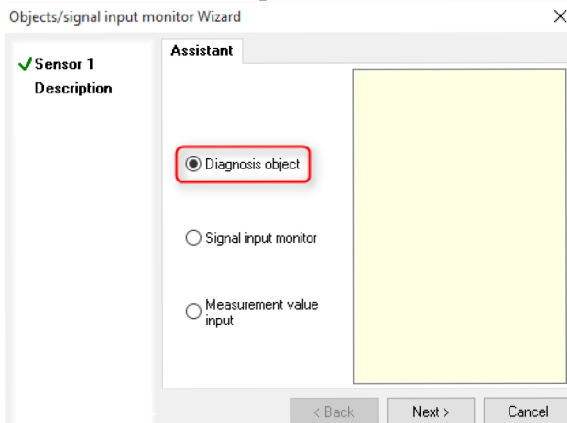 Objects/signal input monitor Wizard
Sensor 1
Description
Assistant
Diagnosis object
Signal input monitor
Measurement value
input
< Back
Next >
Cancel